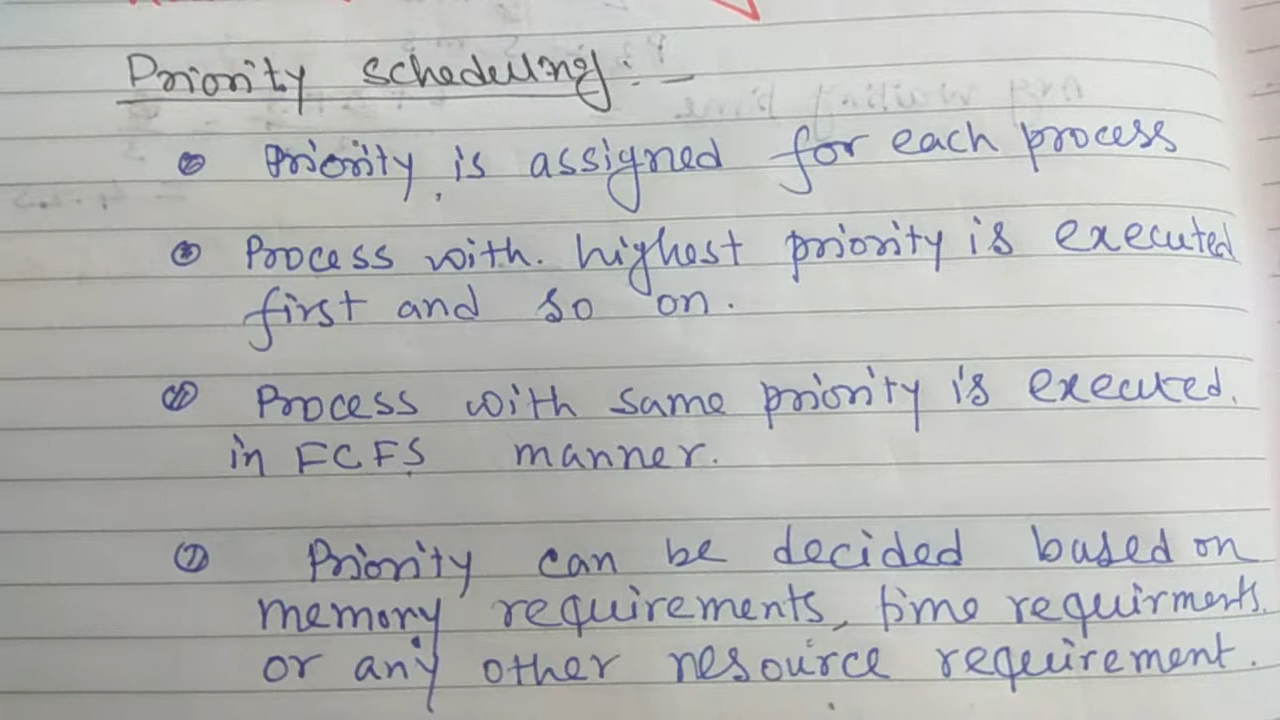 Priority scheduling:-
Priority is assigned for each process
Process with. highest priority is executed
first and so on.
Process with same priority is executed.
in FCFS manner.
Priority can be decided based on
memory requirements, time requirments.
or any other resource requirement.